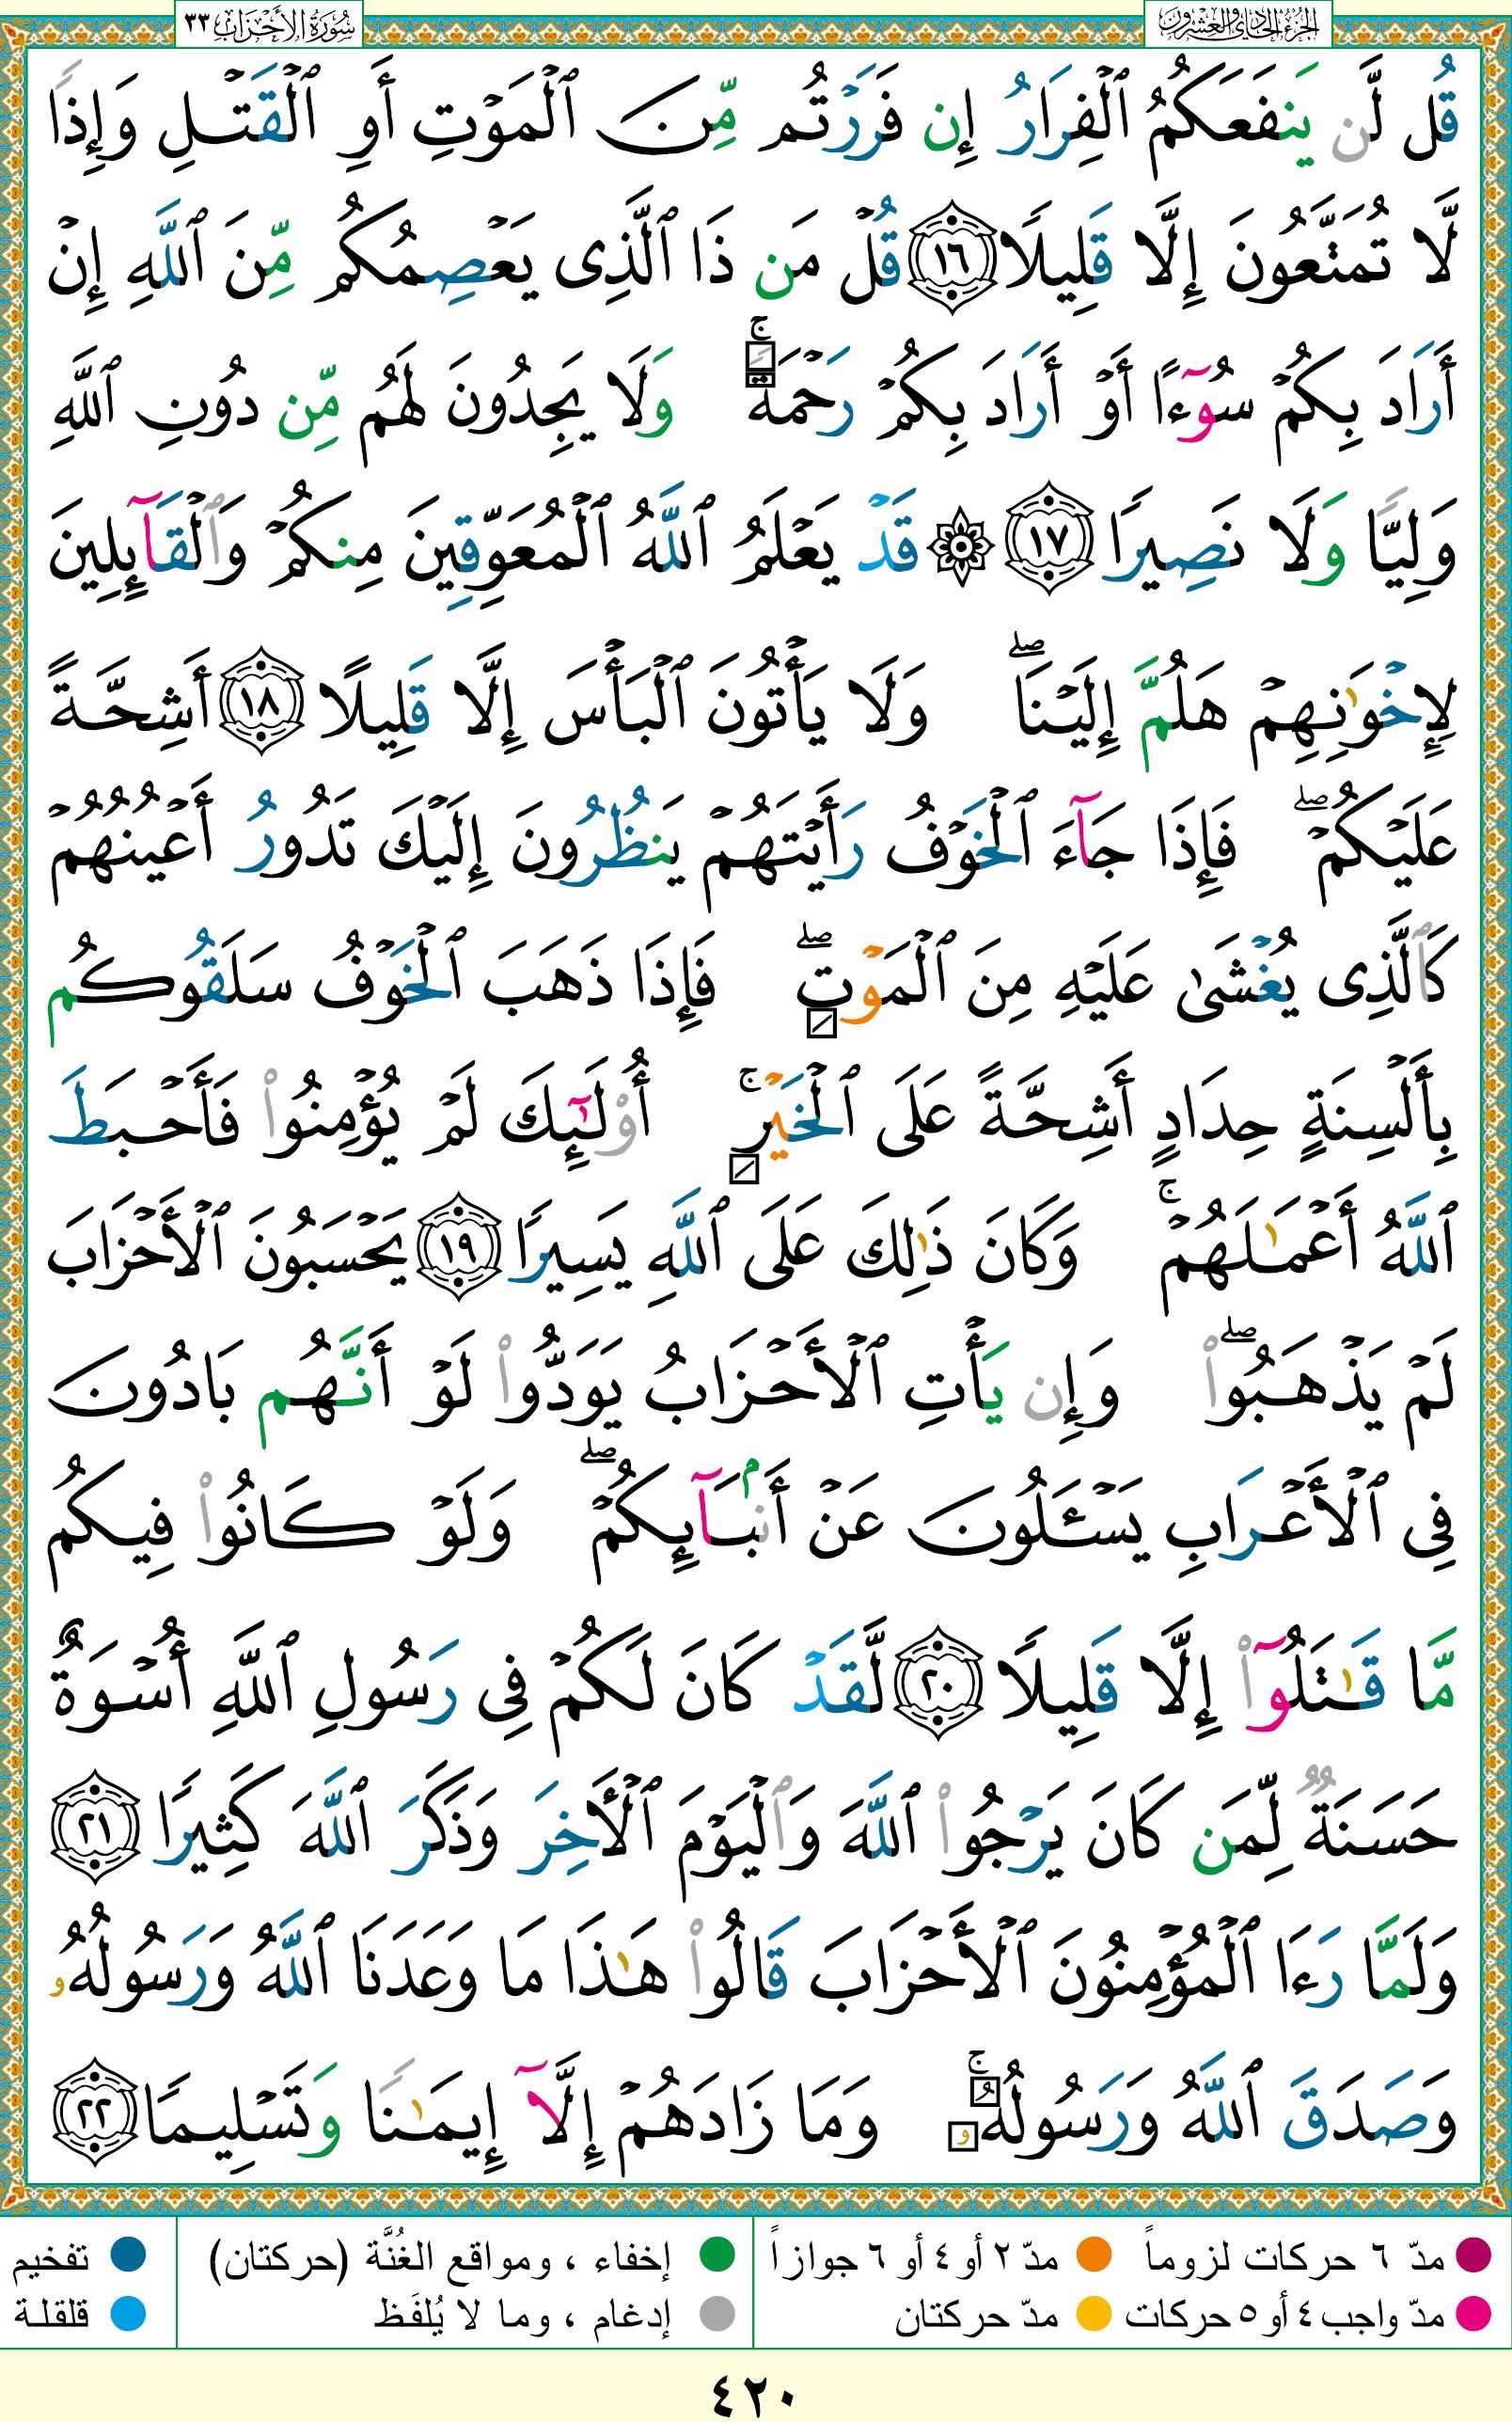 الجزء الحادي والعشرون
سُورَةُ الأَحْزَابِ ٣٣
قُل لَّن يَنفَعَكُمُ ٱلْفِرَارُ إِن فَرَرْتُم مِّنَ ٱلْمَوْتِ أَوِ ٱلْقَتْلِ وَإِذًا
لَّا تُمَتَّعُونَ إِلَّا قَلِيلًا ١٦ قُلْ مَن ذَا ٱلَّذِى يَعْصِمُكُم مِّنَ ٱللَّهِ إِنْ
أَرَادَ بِكُمْ سُوٓءًا أَوْ أَرَادَ بِكُمْ رَحْمَةً ۚ وَلَا يَجِدُونَ لَهُم مِّن دُونِ ٱللَّهِ
وَلِيًّا وَلَا نَصِيرًا ١٧ ۞ قَدْ يَعْلَمُ ٱللَّهُ ٱلْمُعَوِّقِينَ مِنكُمْ وَٱلْقَآئِلِينَ
لِإِخْوَٰنِهِمْ هَلُمَّ إِلَيْنَا ۖ وَلَا يَأْتُونَ ٱلْبَأْسَ إِلَّا قَلِيلًا ١٨ أَشِحَّةً
عَلَيْكُمْ ۖ فَإِذَا جَآءَ ٱلْخَوْفُ رَأَيْتَهُمْ يَنظُرُونَ إِلَيْكَ تَدُورُ أَعْيُنُهُمْ
كَٱلَّذِى يُغْشَىٰ عَلَيْهِ مِنَ ٱلْمَوْتِ ۖ فَإِذَا ذَهَبَ ٱلْخَوْفُ سَلَقُوكُم
بِأَلْسِنَةٍ حِدَادٍ أَشِحَّةً عَلَى ٱلْخَيْرِ ۚ أُو۟لَٰٓئِكَ لَمْ يُؤْمِنُوا۟ فَأَحْبَطَ
ٱللَّهُ أَعْمَٰلَهُمْ ۚ وَكَانَ ذَٰلِكَ عَلَى ٱللَّهِ يَسِيرًا ١٩ يَحْسَبُونَ ٱلْأَحْزَابَ
لَمْ يَذْهَبُوا۟ ۖ وَإِن يَأْتِ ٱلْأَحْزَابُ يَوَدُّوا۟ لَوْ أَنَّهُم بَادُونَ
فِى ٱلْأَعْرَابِ يَسْـَٔلُونَ عَنْ أَنۢبَآئِكُمْ ۖ وَلَوْ كَانُوا۟ فِيكُم
مَّا قَٰتَلُوٓا۟ إِلَّا قَلِيلًا ٢٠ لَّقَدْ كَانَ لَكُمْ فِى رَسُولِ ٱللَّهِ أُسْوَةٌ
حَسَنَةٌ لِّمَن كَانَ يَرْجُوا۟ ٱللَّهَ وَٱلْيَوْمَ ٱلْأَخِرَ وَذَكَرَ ٱللَّهَ كَثِيرًا ٢١
وَلَمَّا رَءَا ٱلْمُؤْمِنُونَ ٱلْأَحْزَابَ قَالُوا۟ هَٰذَا مَا وَعَدَنَا ٱللَّهُ وَرَسُولُهُۥ
وَصَدَقَ ٱللَّهُ وَرَسُولُهُۥ ۚ وَمَا زَادَهُمْ إِلَّآ إِيمَٰنًا وَتَسْلِيمًا ٢٢
مدّ ٦ حركات لزوماً
مدّ ٢ أو ٤ أو ٦ جوازاً
إخفاء ، ومواقع الغُنَّة (حركتان)
تفخيم
مدّ واجب ٤ أو ٥ حركات
مدّ حركتان
إدغام ، وما لا يُلفَظ
قلقلة
٤٢٠